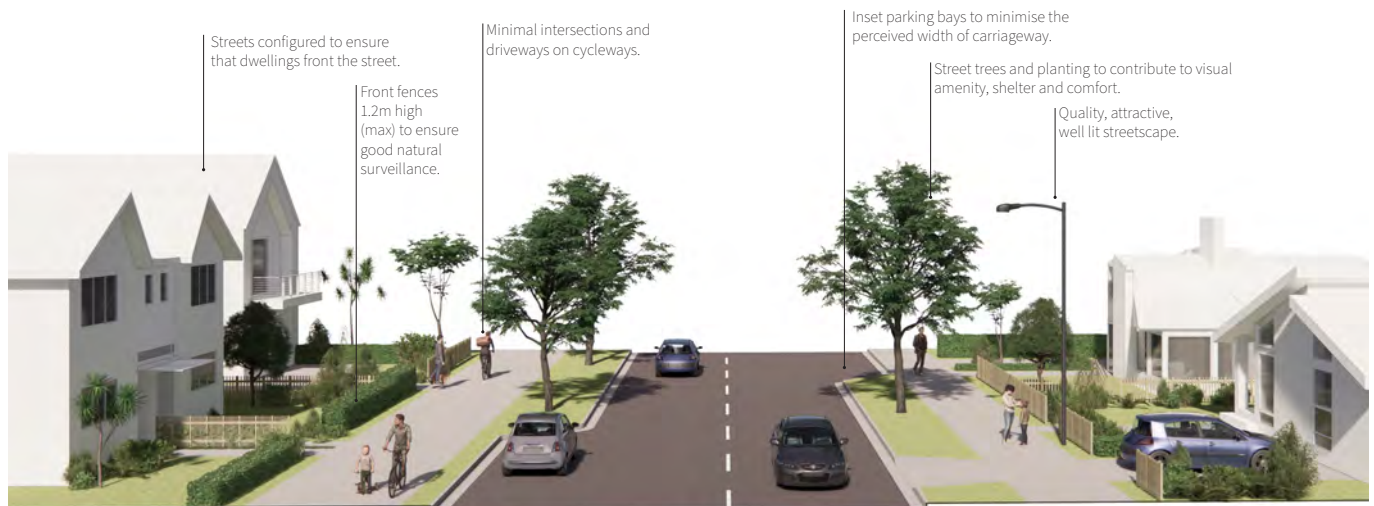 Streets configured to ensure
that dwellings front the street.
Front fences
1.2m high
(max) to ensure
good natural
surveillance.
Minimal intersections and
driveways on cycleways.
Inset parking bays to minimise the
perceived width of carriageway.
Street trees and planting to contribute to visual
amenity, shelter and comfort.
Quality, attractive,
well lit streetscape.